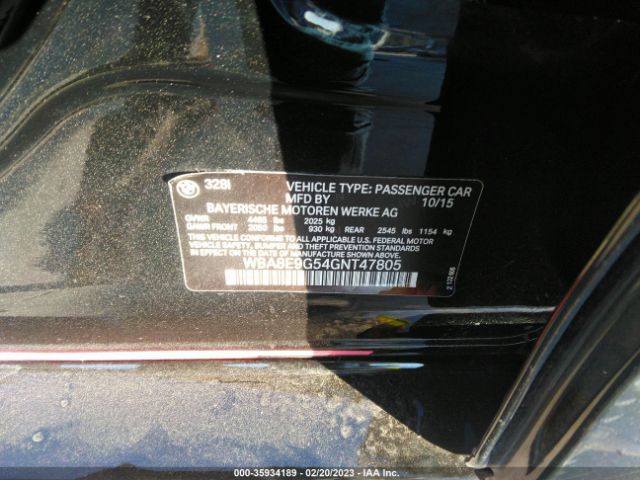 328i VEHICLE TYPE: PASSENGER CAR
MFD BY 10/15
BAYERISCHE MOTOREN WERKE AG
GVWR 4465 lbs 2025 kg
GAWR FRONT 2050 lbs 930 kg REAR 2545 lbs 1154 kg
THIS VEHICLE CONFORMS TO ALL APPLICABLE U.S. FEDERAL MOTOR
VEHICLE SAFETY, BUMPER AND THEFT PREVENTION
STANDARDS IN EFFECT ON THE DATE OF MANUFACTURE SHOWN ABOVE.
WBA8E9G54GNT47805
000-35934189 - 02/20/2023 - IAA Inc.